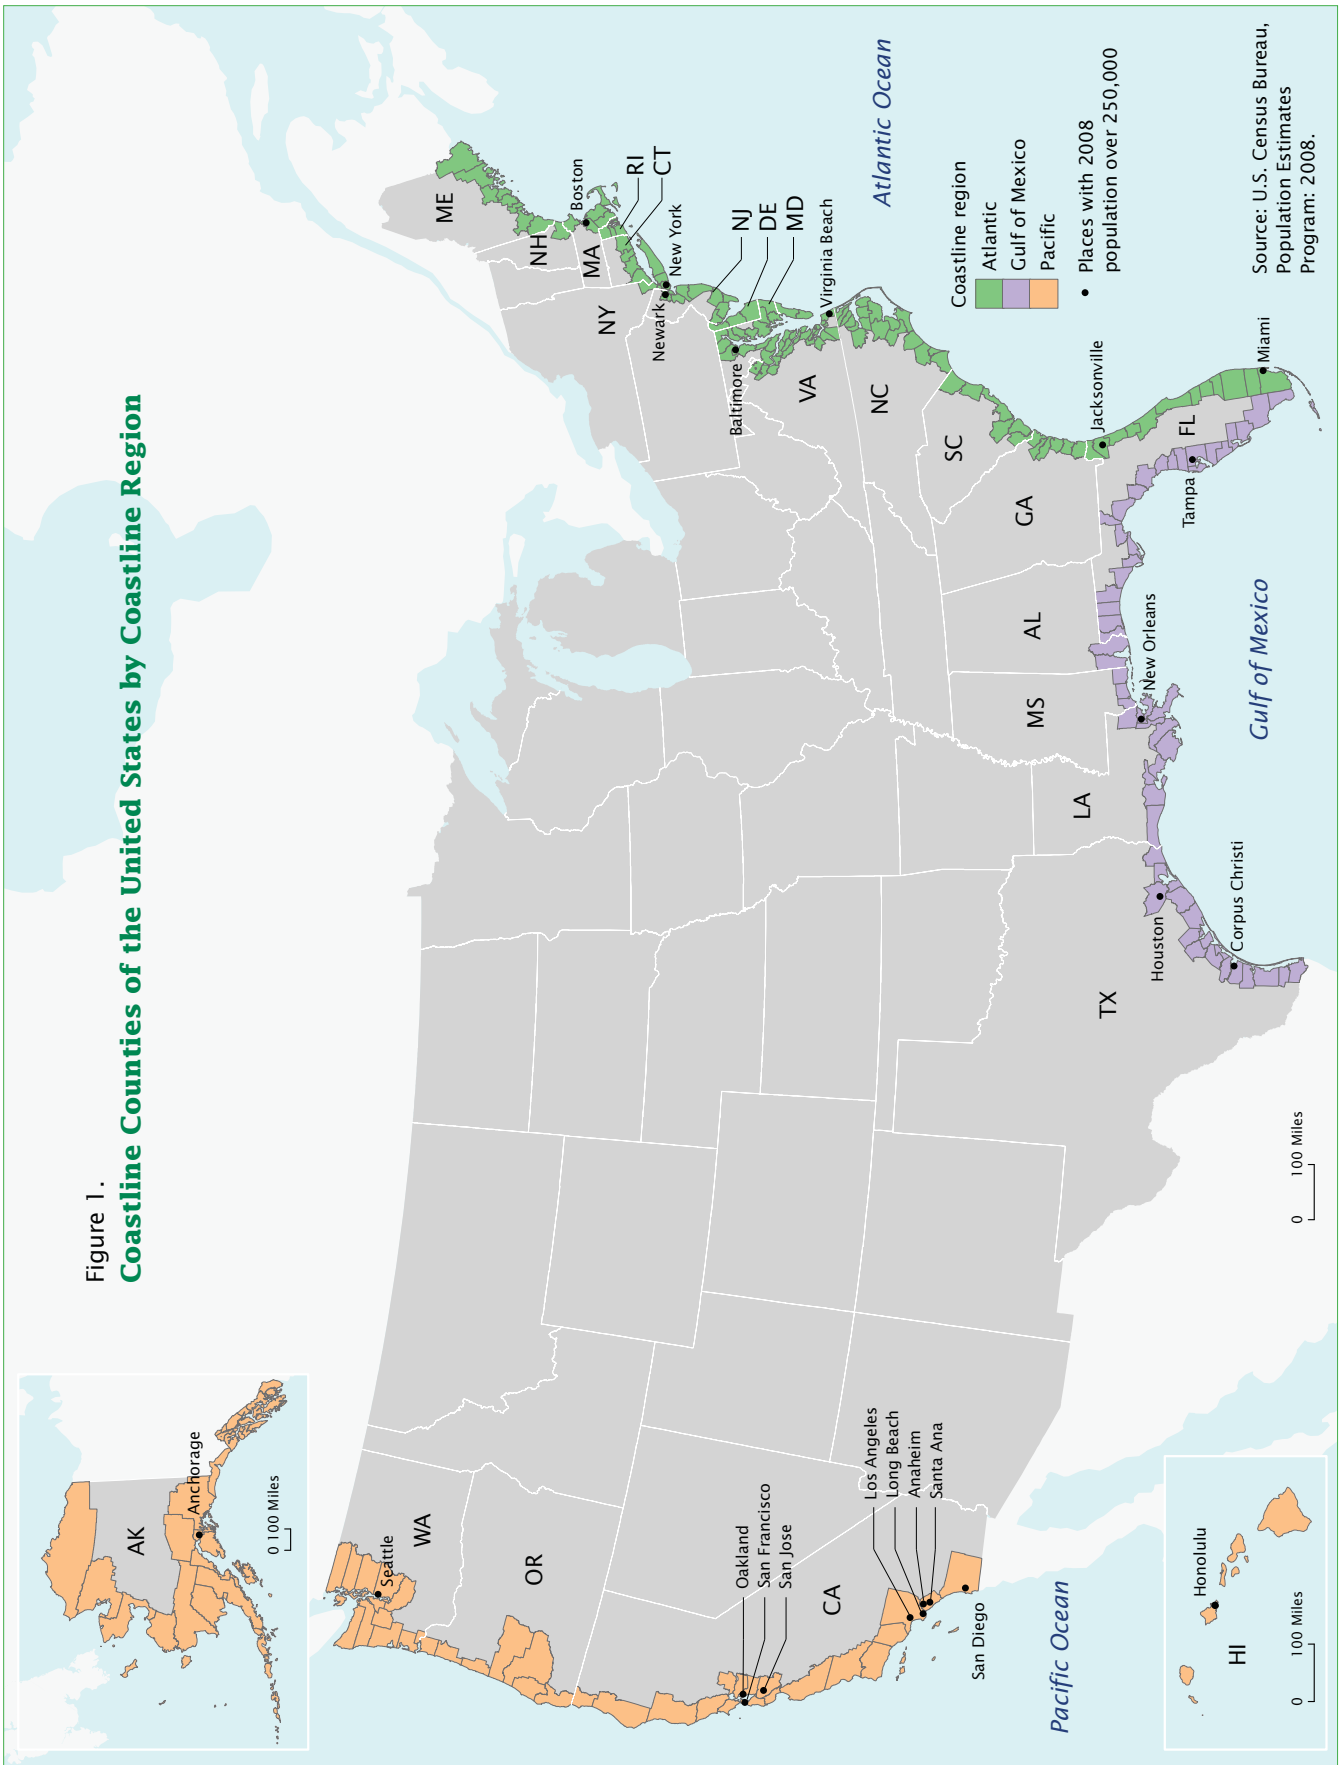 Figure 1.
Coastline Counties of the United States by Coastline Region
AK
Anchorage
0 100 Miles
WA
Seattle
OR
CA
Oakland
San Francisco
San Jose
Los Angeles
Long Beach
Anaheim
Santa Ana
San Diego
Pacific Ocean
HI
Honolulu
0 100 Miles
0 100 Miles
TX
Houston
Corpus Christi
LA
New Orleans
MS
AL
GA
FL
Tampa
Miami
Jacksonville
Gulf of Mexico
SC
NC
VA
Virginia Beach
Baltimore
MD
DE
NJ
Newark
New York
NY
CT
RI
MA
Boston
NH
ME
Atlantic Ocean
Coastline region
Atlantic
Gulf of Mexico
Pacific
Places with 2008
population over 250,000
Source: U.S. Census Bureau,
Population Estimates
Program: 2008.